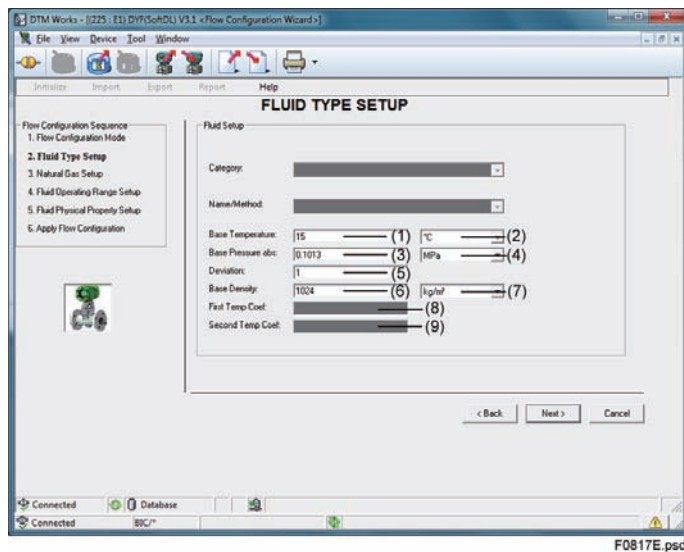 DTM Works - [(225 : E1) DYF(SoftDL) V3.1 <Flow Configuration Wizard>]
File View Device Tool Window
Initialize Import Export Report Help
FLUID TYPE SETUP
Flow Configuration Sequence
1. Flow Configuration Mode
2. Fluid Type Setup
3. Natural Gas Setup
4. Fluid Operating Range Setup
5. Fluid Physical Property Setup
6. Apply Flow Configuration
Fluid Setup
Category:
Name/Method:
Base Temperature: 15 (1) °C (2)
Base Pressure abs: 0.1013 (3) MPa (4)
Deviation: 1 (5)
Base Density: 1024 (6) kg/m³ (7)
First Temp Coef: (8)
Second Temp Coef: (9)
< Back Next > Cancel
Connected Database
Connected
F0817E.psd